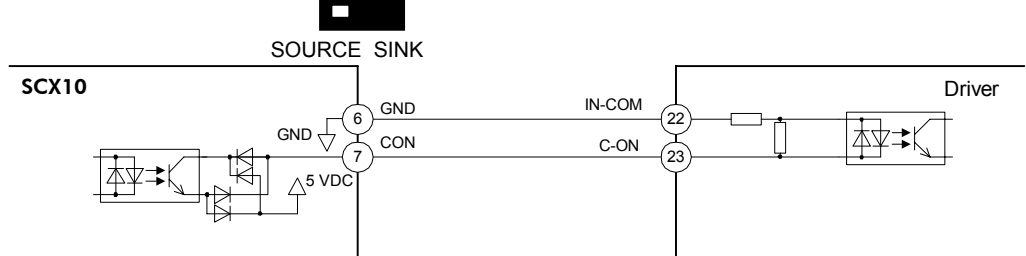 SOURCE SINK
SCX10
Driver
6 GND IN-COM 22
GND
7 CON C-ON 23
5 VDC